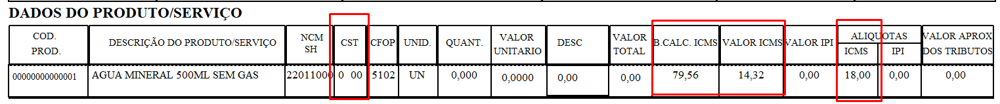 DADOS DO PRODUTO/SERVIÇO
COD. PROD. DESCRIÇÃO DO PRODUTO/SERVIÇO NCM SH CST CFOP UNID. QUANT. VALOR UNITARIO DESC VALOR TOTAL B.CALC. ICMS VALOR ICMS VALOR IPI ALIQUOTAS ICMS IPI VALOR APROX DOS TRIBUTOS
00000000000001 AGUA MINERAL 500ML SEM GAS 22011000 0 00 5102 UN 0,000 0,0000 0,00 0,00 79,56 14,32 0,00 18,00 0,00 0,00